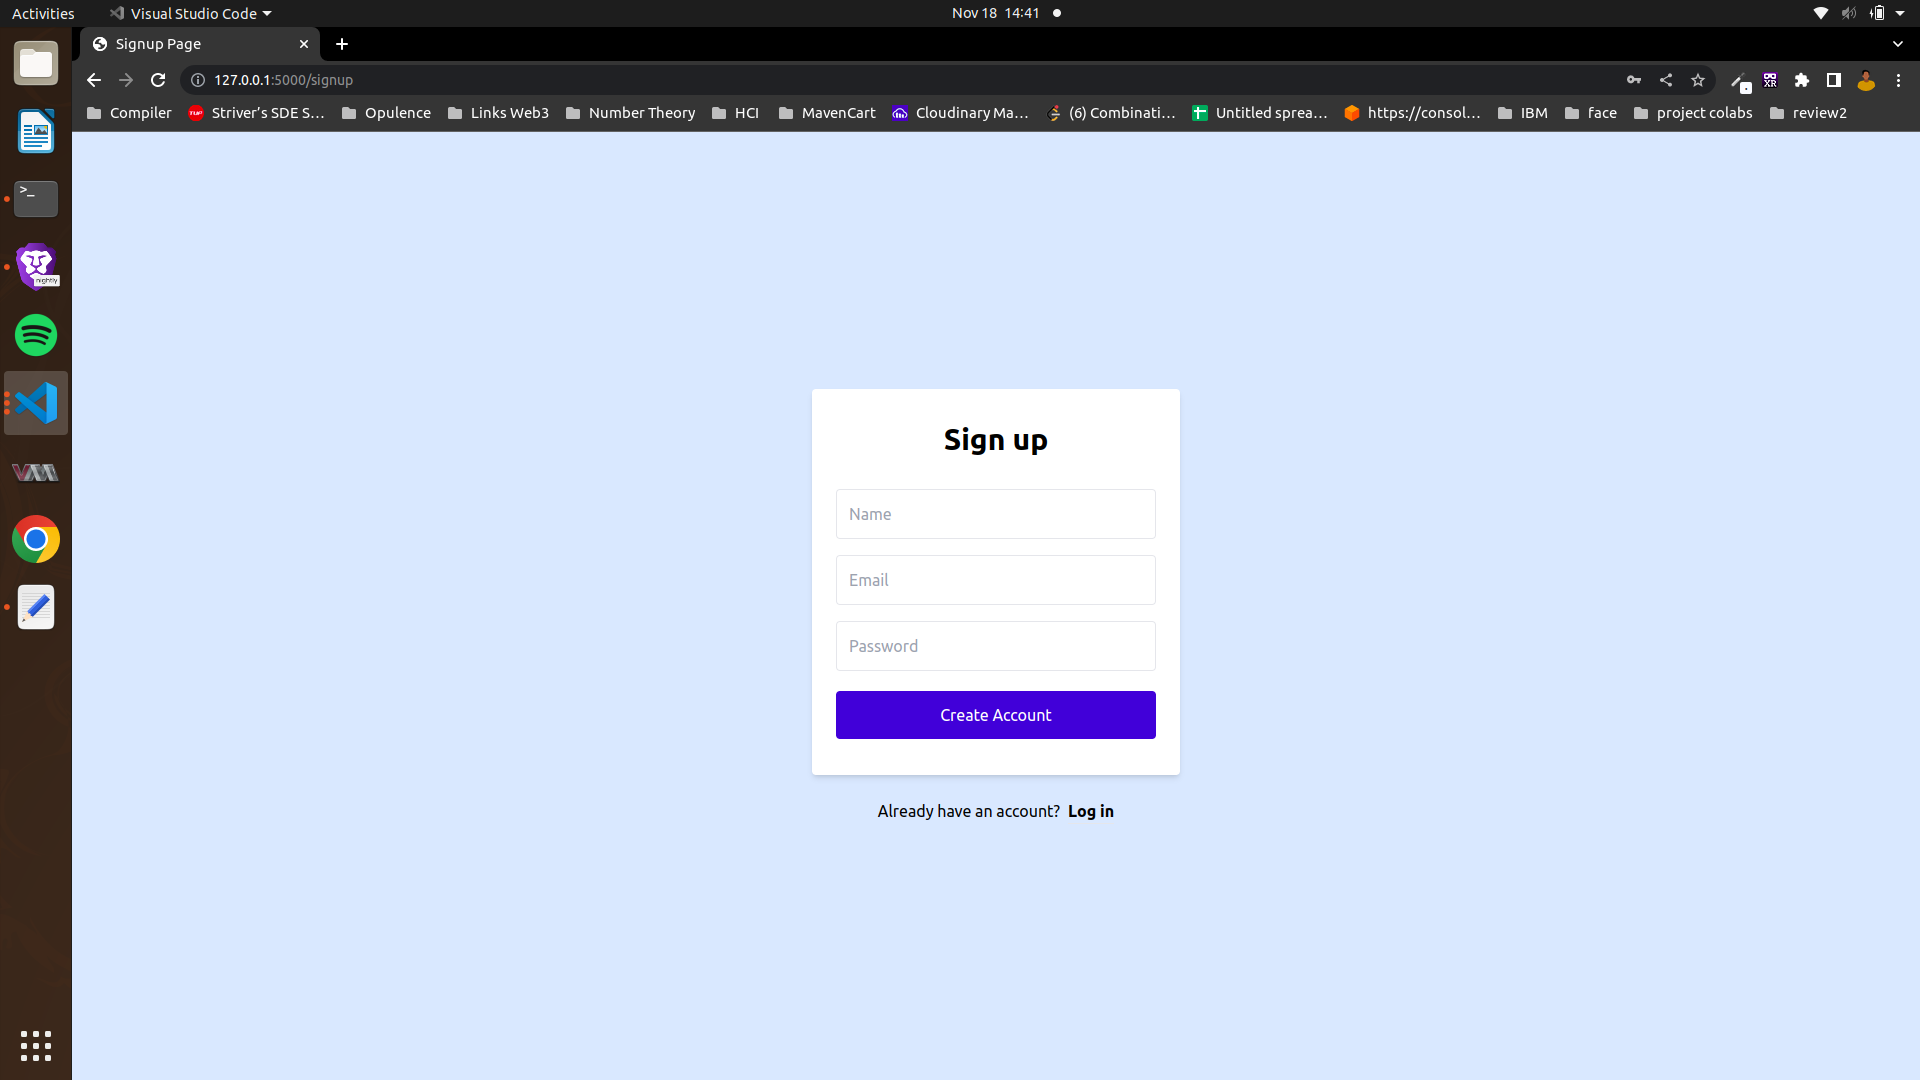 Activities Visual Studio Code Nov 18 14:41
Signup Page
127.0.0.1:5000/signup
Compiler Striver's SDE S... Opulence Links Web3 Number Theory HCI MavenCart Cloudinary Ma... (6) Combinati... Untitled sprea... https://consol... IBM face project colabs review2
>_
nightly
Sign up
Name
Email
Password
Create Account
Already have an account? Log in